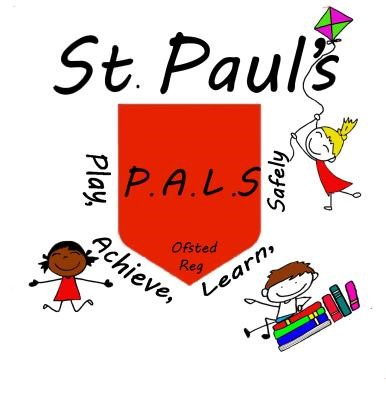 St. Paul's
P.A.L.S
Ofsted
Reg
Play,
Achieve,
Learn,
Safely